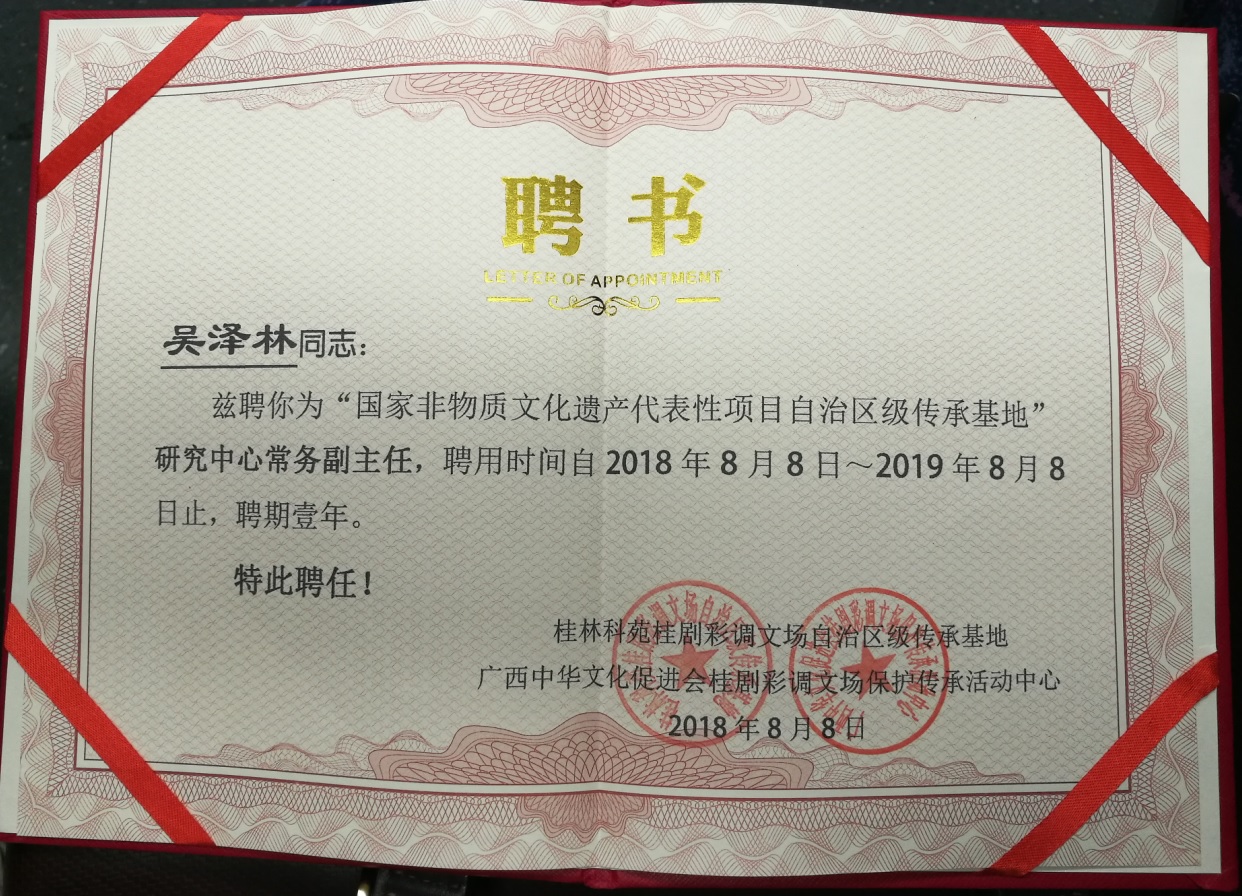 聘书
LETTER OF APPOINTMENT
吴泽林同志：
兹聘你为“国家非物质文化遗产代表性项目自治区级传承基地”
研究中心常务副主任，聘用时间自2018年8月8日～2019年8月8
日止，聘期壹年。
特此聘任！
桂林科苑桂剧彩调文场自治区级传承基地
广西中华文化促进会桂剧彩调文场保护传承活动中心
2018年8月8日